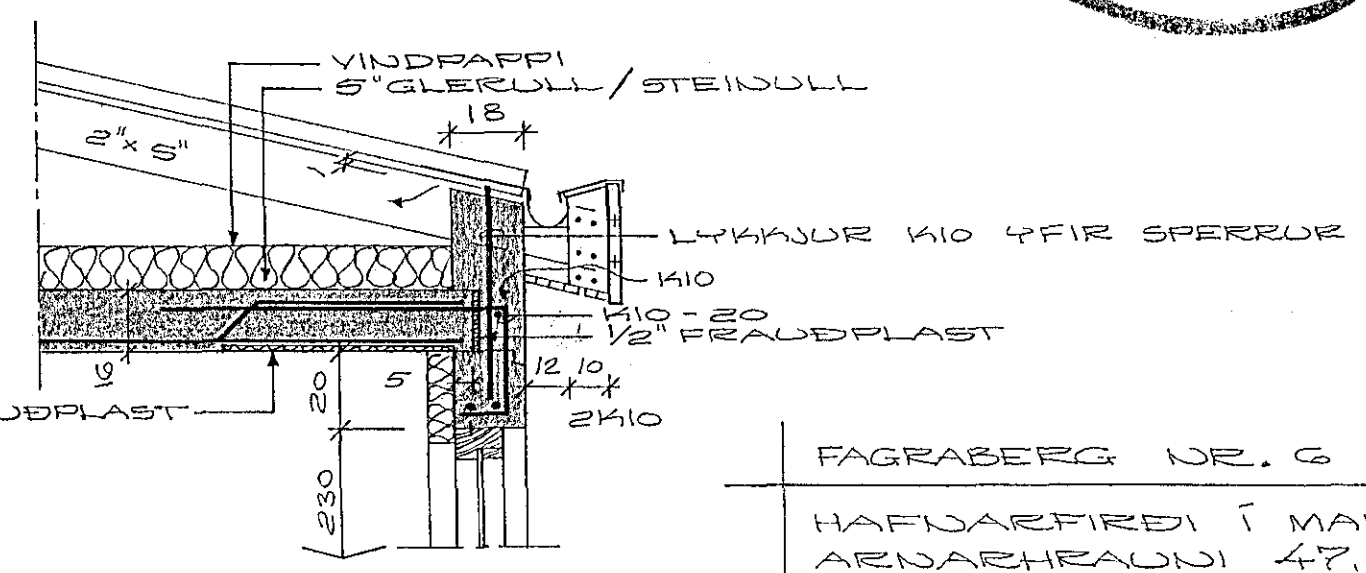 VINDPAPPI
5" GLERULL / STEINULL
18
2" x 5"
LYKKJUR K10 YFIR SPERRUR
K10
K10 - 20
1/2" FRAUÐPLAST
12 10
5
20
UÐPLAST
2K10
230
FAGRABERG NR. 6
HAFNARFIRÐI Í MA
ARNARHRAUNI 47.